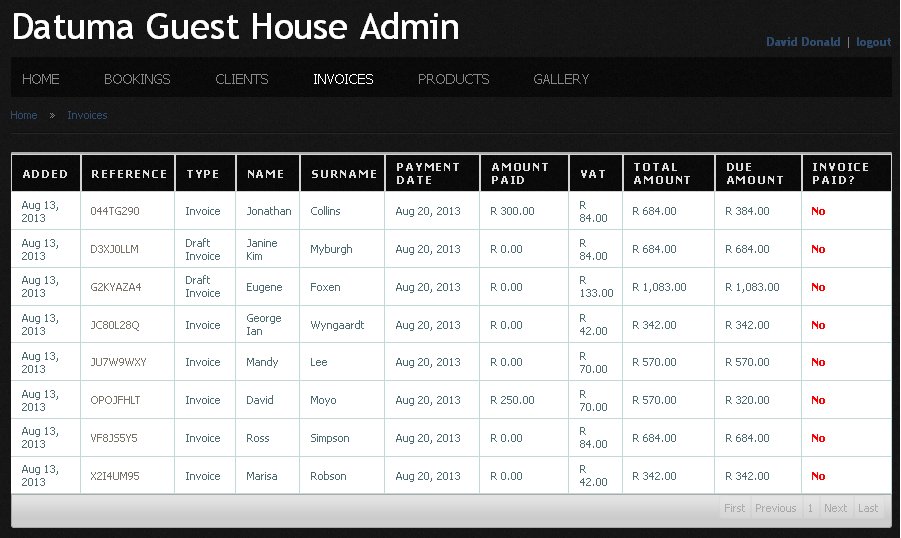 Datuma Guest House Admin
David Donald | logout
HOME BOOKINGS CLIENTS INVOICES PRODUCTS GALLERY
Home » Invoices
ADDED REFERENCE TYPE NAME SURNAME PAYMENT DATE AMOUNT PAID VAT TOTAL AMOUNT DUE AMOUNT INVOICE PAID?
Aug 13, 2013 044TG290 Invoice Jonathan Collins Aug 20, 2013 R 300.00 R 84.00 R 684.00 R 384.00 No
Aug 13, 2013 D3XJ0LLM Draft Invoice Janine Kim Myburgh Aug 20, 2013 R 0.00 R 84.00 R 684.00 R 684.00 No
Aug 13, 2013 G2KYAZA4 Draft Invoice Eugene Foxen Aug 20, 2013 R 0.00 R 133.00 R 1,083.00 R 1,083.00 No
Aug 13, 2013 JC80L28Q Invoice George Ian Wyngaardt Aug 20, 2013 R 0.00 R 42.00 R 342.00 R 342.00 No
Aug 13, 2013 JU7W9WXY Invoice Mandy Lee Aug 20, 2013 R 0.00 R 70.00 R 570.00 R 570.00 No
Aug 13, 2013 OPOJFHLT Invoice David Moyo Aug 20, 2013 R 250.00 R 70.00 R 570.00 R 320.00 No
Aug 13, 2013 VF8JS5Y5 Invoice Ross Simpson Aug 20, 2013 R 0.00 R 84.00 R 684.00 R 684.00 No
Aug 13, 2013 X2I4UM95 Invoice Marisa Robson Aug 20, 2013 R 0.00 R 42.00 R 342.00 R 342.00 No
First Previous 1 Next Last